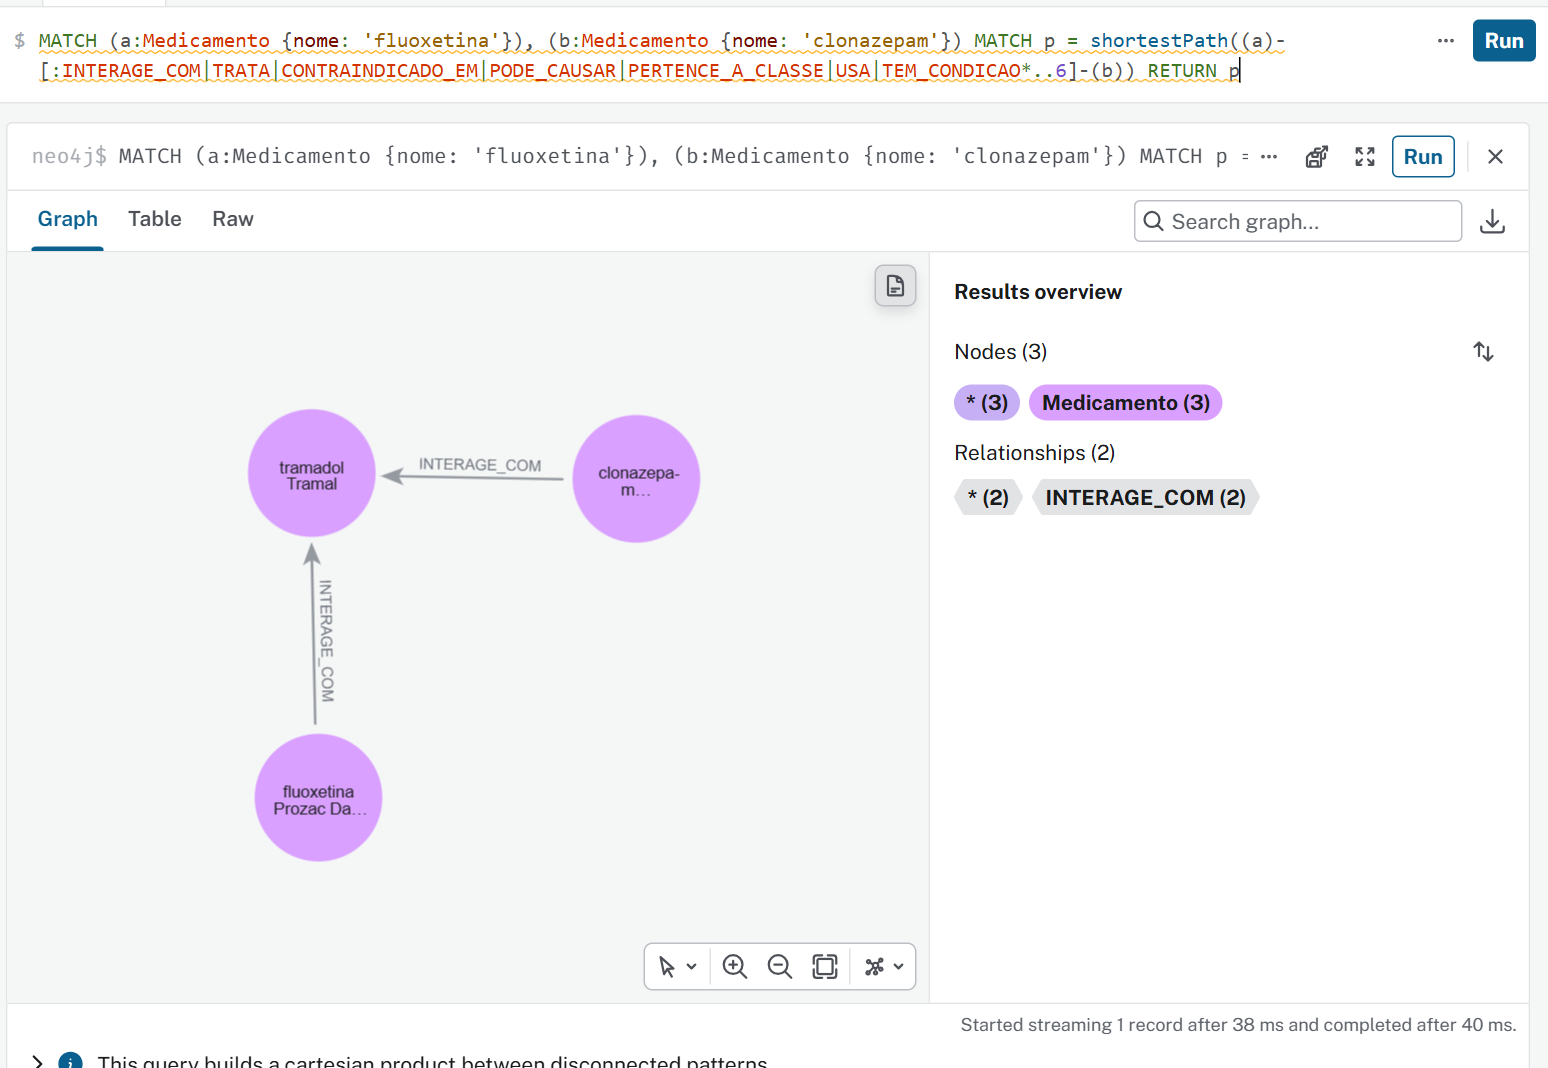 $ MATCH (a:Medicamento {nome: 'fluoxetina'}), (b:Medicamento {nome: 'clonazepam'}) MATCH p = shortestPath((a)-
[:INTERAGE_COM|TRATA|CONTRAINDICADO_EM|PODE_CAUSAR|PERTENCE_A_CLASSE|USA|TEM_CONDICAO*..6]-(b)) RETURN p
Run
neo4j$ MATCH (a:Medicamento {nome: 'fluoxetina'}), (b:Medicamento {nome: 'clonazepam'}) MATCH p =
Run
Graph Table Raw
Search graph...
Results overview
Nodes (3)
* (3) Medicamento (3)
Relationships (2)
* (2) INTERAGE_COM (2)
tramadol
Tramal
INTERAGE_COM
clonazepa-
m...
INTERAGE_COM
fluoxetina
Prozac Da...
Started streaming 1 record after 38 ms and completed after 40 ms.
This query builds a cartesian product between disconnected patterns.